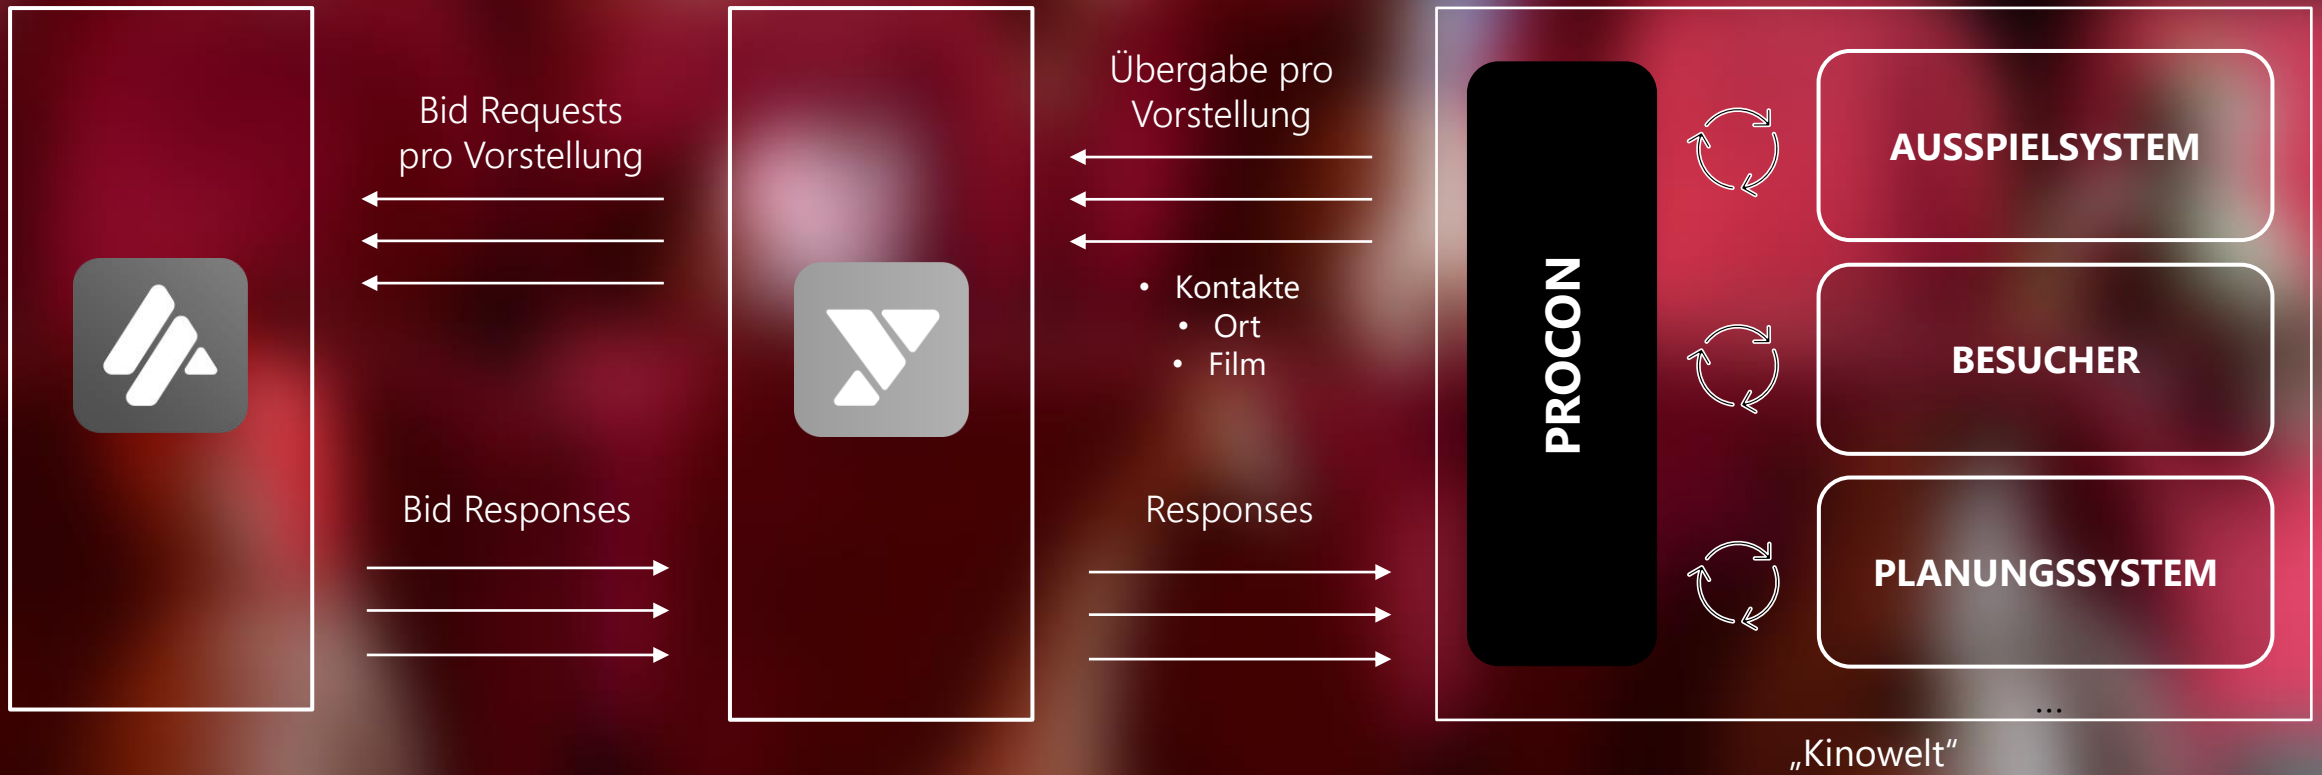 Bid Requests
pro Vorstellung
Bid Responses
Übergabe pro
Vorstellung
• Kontakte
• Ort
• Film
Responses
PROCON
AUSSPIELSYSTEM
BESUCHER
PLANUNGSSYSTEM
...
„Kinowelt“